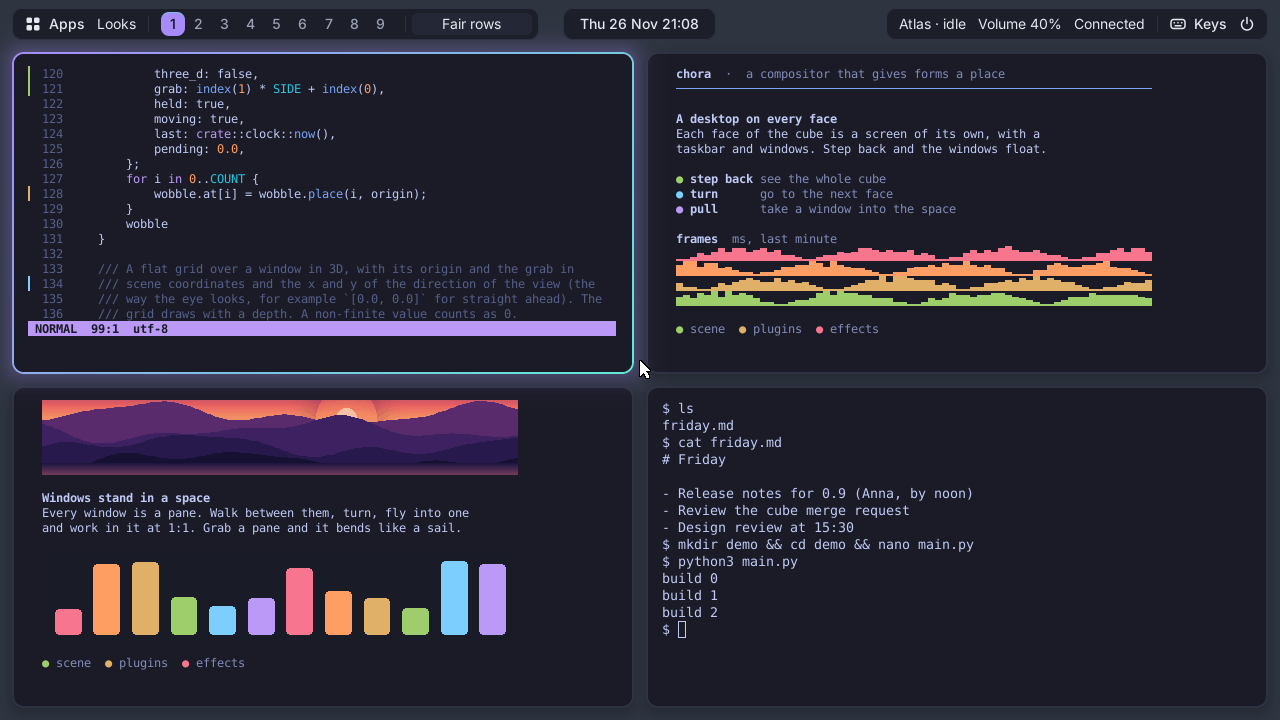 Apps Looks 1 2 3 4 5 6 7 8 9 Fair rows Thu 26 Nov 21:08 Atlas · idle Volume 40% Connected Keys
120 three_d: false,
121 grab: index(1) * SIDE + index(0),
122 held: true,
123 moving: true,
124 last: crate::clock::now(),
125 pending: 0.0,
126 };
127 for i in 0..COUNT {
128 wobble.at[i] = wobble.place(i, origin);
129 }
130 wobble
131 }
132
133 /// A flat grid over a window in 3D, with its origin and the grab in
134 /// scene coordinates and the x and y of the direction of the view (the
135 /// way the eye looks, for example `[0.0, 0.0]` for straight ahead). The
136 /// grid draws with a depth. A non-finite value counts as 0.
NORMAL 99:1 utf-8
chora · a compositor that gives forms a place
A desktop on every face
Each face of the cube is a screen of its own, with a
taskbar and windows. Step back and the windows float.
step back see the whole cube
turn go to the next face
pull take a window into the space
frames ms, last minute
scene plugins effects
Windows stand in a space
Every window is a pane. Walk between them, turn, fly into one
and work in it at 1:1. Grab a pane and it bends like a sail.
scene plugins effects
$ ls
friday.md
$ cat friday.md
# Friday
- Release notes for 0.9 (Anna, by noon)
- Review the cube merge request
- Design review at 15:30
$ mkdir demo && cd demo && nano main.py
$ python3 main.py
build 0
build 1
build 2
$